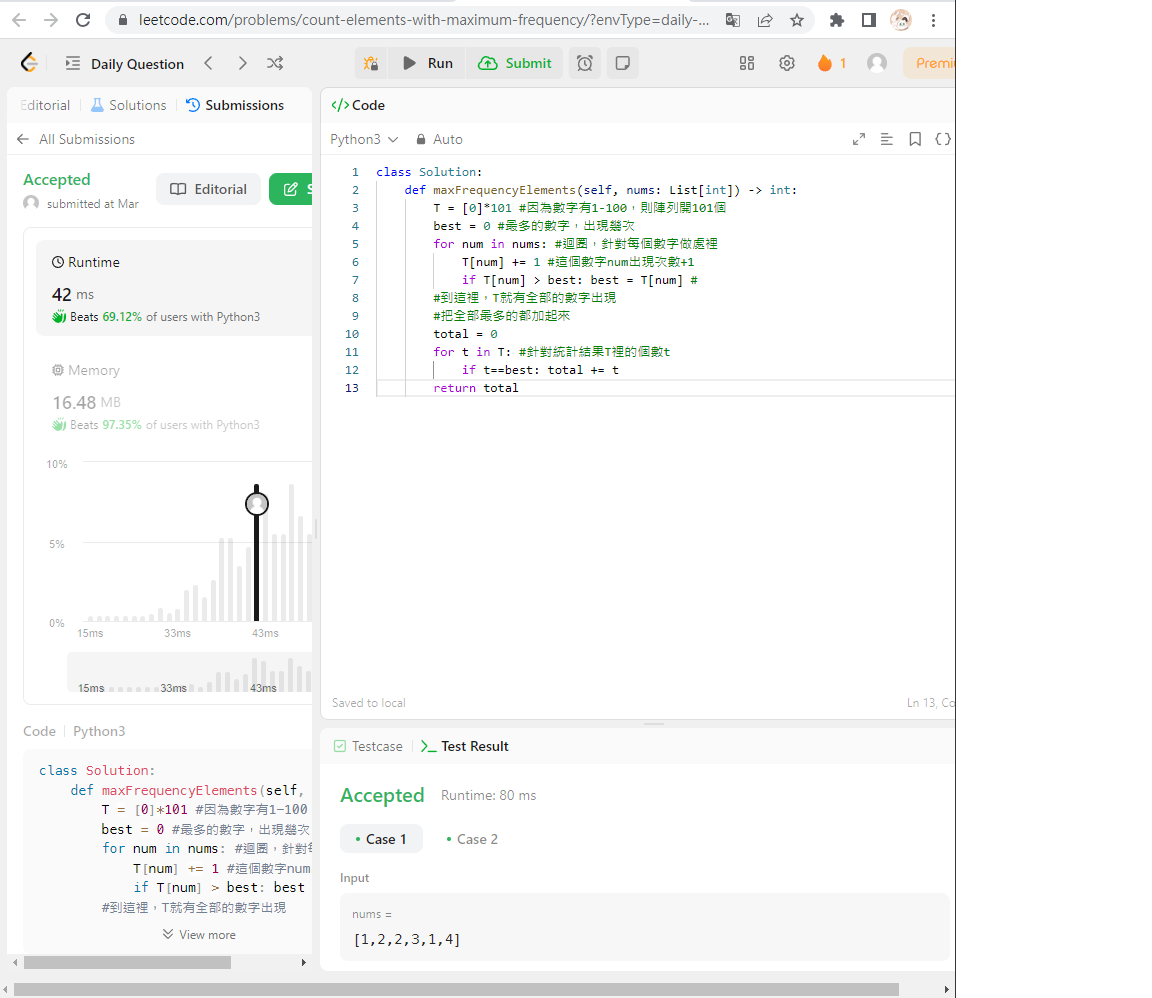 leetcode.com/problems/count-elements-with-maximum-frequency/?envType=daily-...
Daily Question
Run
Submit
1
Premi
Editorial
Solutions
Submissions
All Submissions
Accepted
submitted at Mar
Editorial
S
Runtime
42 ms
Beats 69.12% of users with Python3
Memory
16.48 MB
Beats 97.35% of users with Python3
10%
5%
0%
15ms 33ms 43ms
15ms 33ms 43ms
Code
Python3
class Solution:
def maxFrequencyElements(self,
T = [0]*101 #因為數字有1-100
best = 0 #最多的數字，出現幾次
for num in nums: #迴圈，針對每
T[num] += 1 #這個數字num
if T[num] > best: best
#到這裡，T就有全部的數字出現
View more
</> Code
Python3
Auto
1 class Solution:
2 def maxFrequencyElements(self, nums: List[int]) -> int:
3 T = [0]*101 #因為數字有1-100，則陣列開101個
4 best = 0 #最多的數字，出現幾次
5 for num in nums: #迴圈，針對每個數字做處裡
6 T[num] += 1 #這個數字num出現次數+1
7 if T[num] > best: best = T[num] #
8 #到這裡，T就有全部的數字出現
9 #把全部最多的都加起來
10 total = 0
11 for t in T: #針對統計結果T裡的個數t
12 if t==best: total += t
13 return total
Saved to local
Ln 13, Co
Testcase
Test Result
Accepted
Runtime: 80 ms
• Case 1
• Case 2
Input
nums =
[1,2,2,3,1,4]